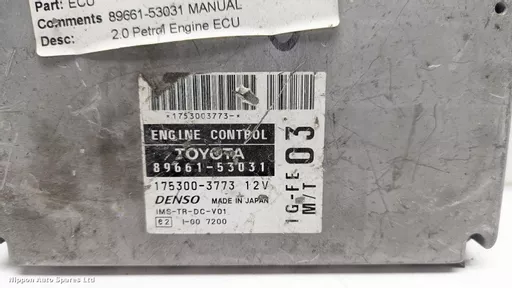 Part: ECU
Comments 89661-53031 MANUAL
Desc: 2.0 Petrol Engine ECU
*1753003773-*
ENGINE CONTROL
TOYOTA
89661-53031
175300-3773 12V
DENSO MADE IN JAPAN
IMS-TR-DC-V01
e2 I-00 7200
1G-FE
M/T
03
Nippon Auto Spares Ltd